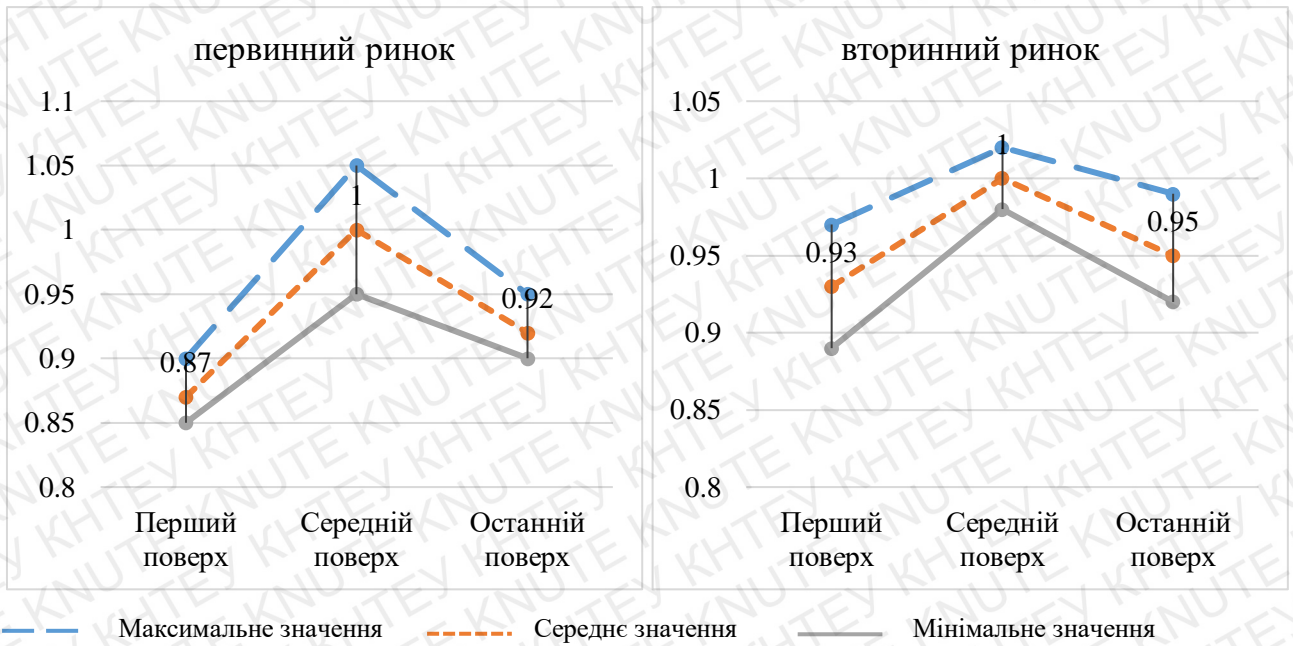 первинний ринок
1.1
1.05
1
0.95
0.9
0.85
0.8
0.87
1
0.92
Перший поверх
Середній поверх
Останній поверх
вторинний ринок
1.05
1
0.95
0.9
0.85
0.8
0.93
1
0.95
Перший поверх
Середній поверх
Останній поверх
Максимальне значення
Середнє значення
Мінімальне значення